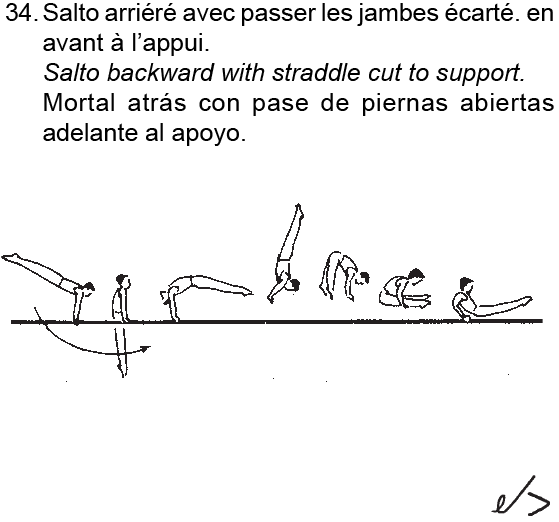 34. Salto arriéré avec passer les jambes écarté. en
avant à l’appui.
Salto backward with straddle cut to support.
Mortal atrás con pase de piernas abiertas
adelante al apoyo.